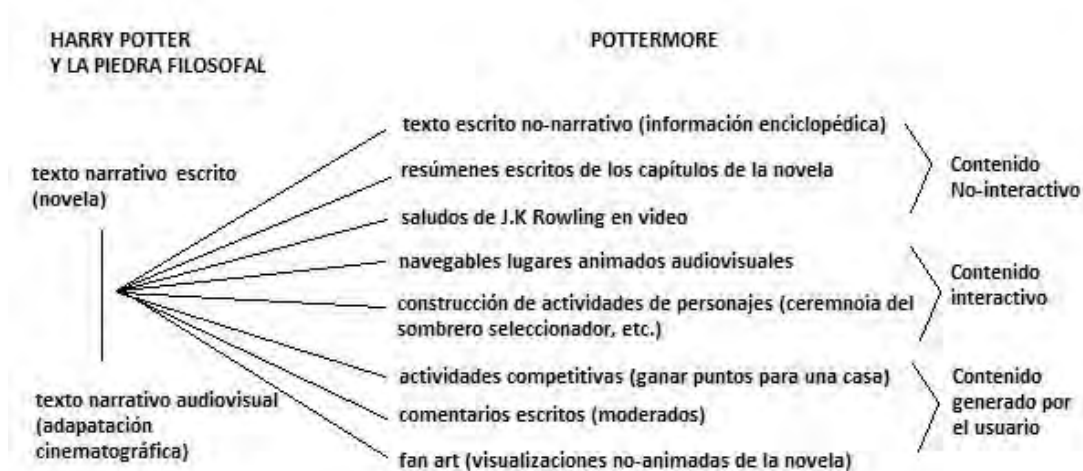 HARRY POTTER
Y LA PIEDRA FILOSOFAL
POTTERMORE
texto narrativo escrito
(novela)
texto narrativo audiovisual
(adapatación
cinematográfica)
texto escrito no-narrativo (información enciclopédica)
resúmenes escritos de los capítulos de la novela
saludos de J.K Rowling en video
navegables lugares animados audiovisuales
construcción de actividades de personajes (ceremnoia del
sombrero seleccionador, etc.)
actividades competitivas (ganar puntos para una casa)
comentarios escritos (moderados)
fan art (visualizaciones no-animadas de la novela)
Contenido
No-interactivo
Contenido
interactivo
Contenido
generado por
el usuario